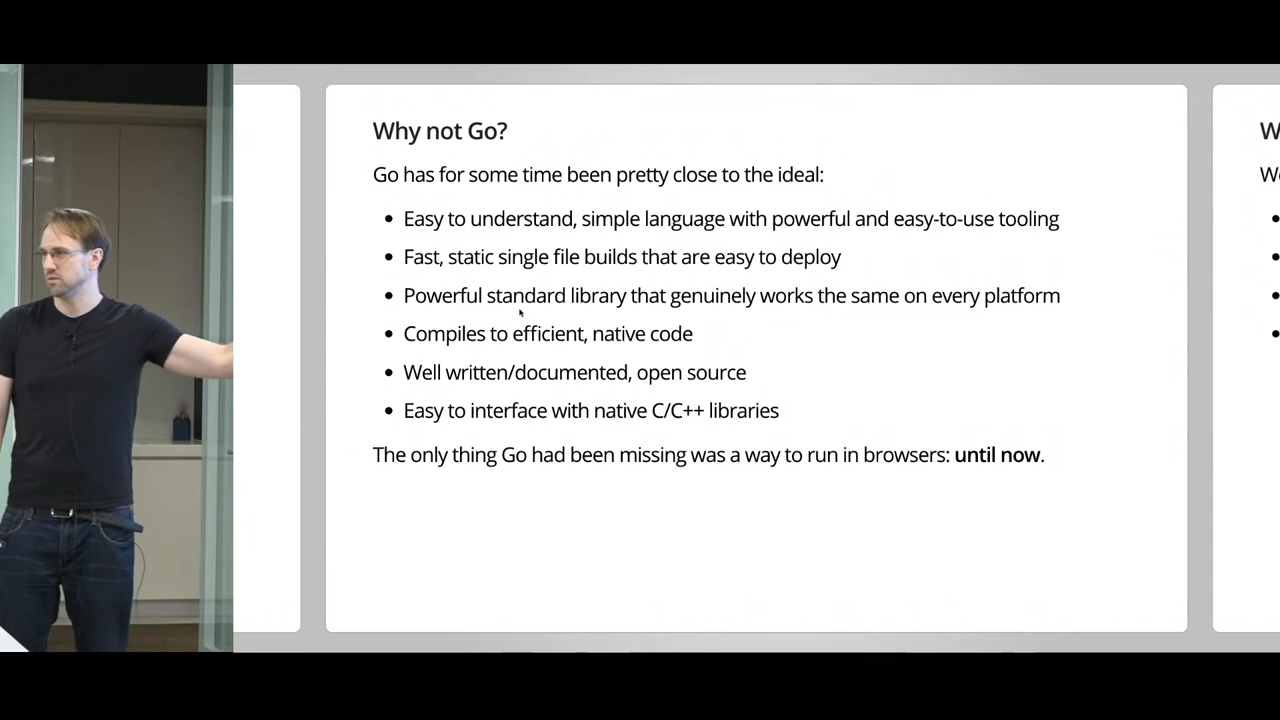 Why not Go?
Go has for some time been pretty close to the ideal:
• Easy to understand, simple language with powerful and easy-to-use tooling
• Fast, static single file builds that are easy to deploy
• Powerful standard library that genuinely works the same on every platform
• Compiles to efficient, native code
• Well written/documented, open source
• Easy to interface with native C/C++ libraries
The only thing Go had been missing was a way to run in browsers: until now.